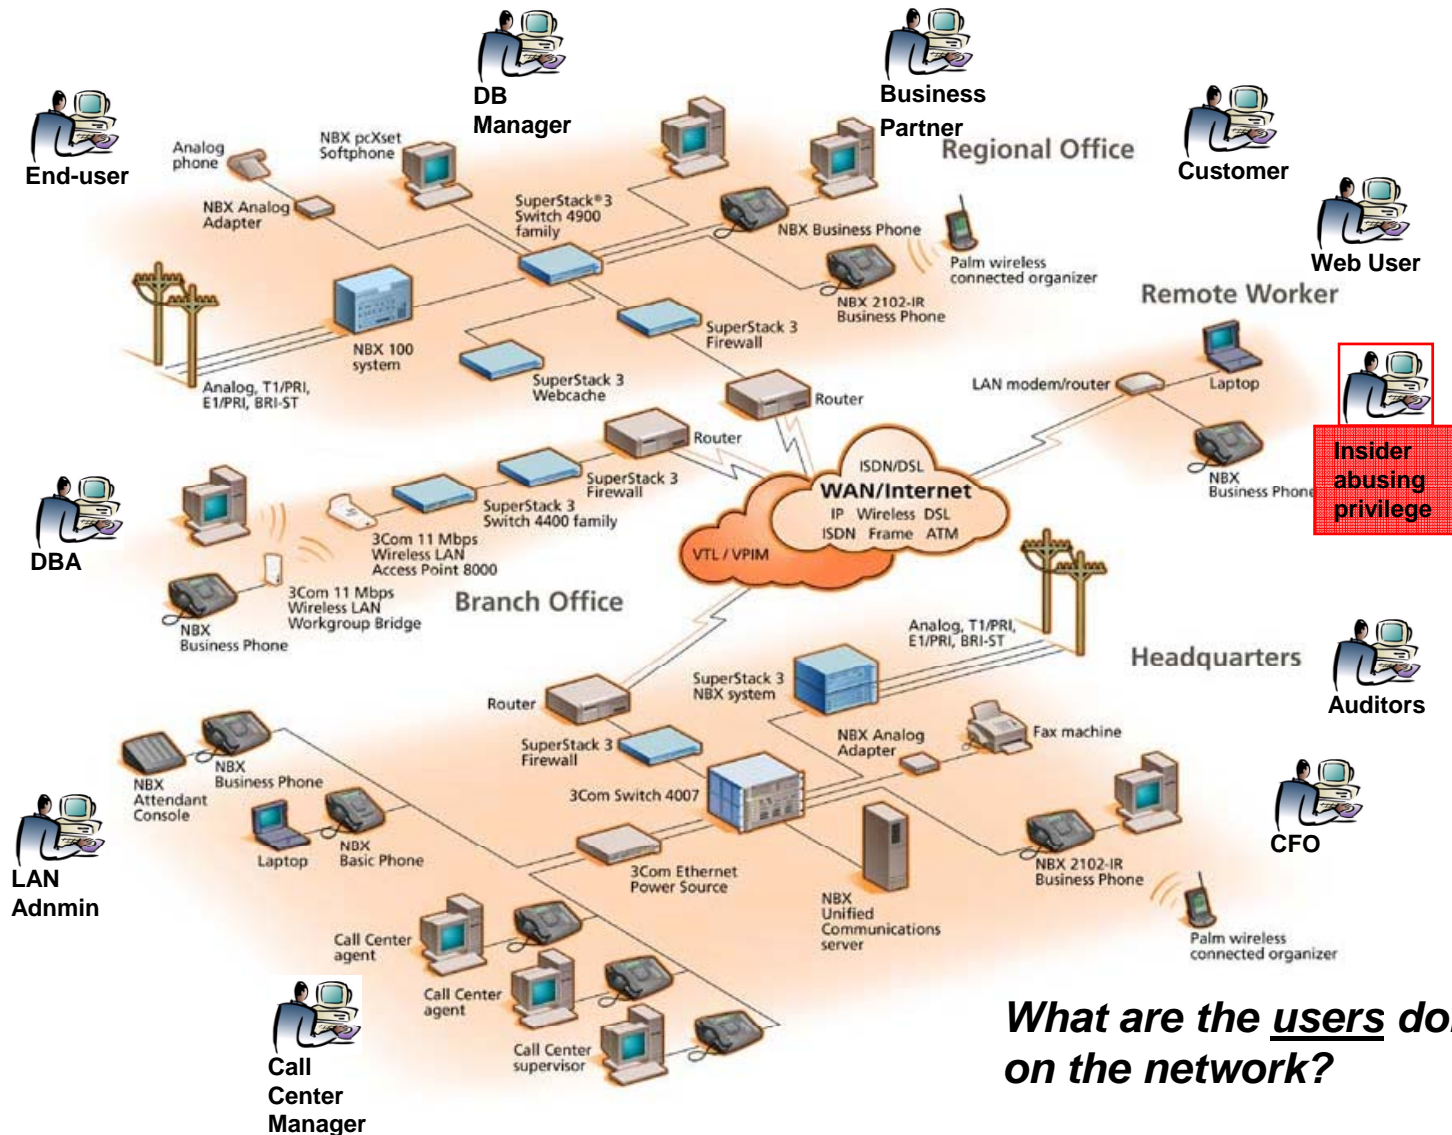 DB
Manager
Business
Partner
End-user
Analog
phone
NBX pcXset
Softphone
Regional Office
Customer
NBX Analog
Adapter
SuperStack®3
Switch 4900
family
NBX Business Phone
Palm wireless
connected organizer
Web User
NBX 2102-IR
Business Phone
Remote Worker
NBX 100
system
SuperStack 3
Firewall
Analog, T1/PRI,
E1/PRI, BRI-ST
SuperStack 3
Webcache
Router
LAN modem/router
Laptop
Router
NBX
Business Phone
Insider
abusing
privilege
ISDN/DSL
WAN/Internet
IP Wireless DSL
ISDN Frame ATM
VTL / VPIM
SuperStack 3
Firewall
SuperStack 3
Switch 4400 family
3Com 11 Mbps
Wireless LAN
Access Point 8000
DBA
3Com 11 Mbps
Wireless LAN
Workgroup Bridge
NBX
Business Phone
Branch Office
Analog, T1/PRI,
E1/PRI, BRI-ST
Headquarters
SuperStack 3
NBX system
Router
Auditors
SuperStack 3
Firewall
NBX Analog
Adapter
Fax machine
NBX
Attendant
Console
NBX
Business Phone
3Com Switch 4007
Laptop
NBX
Basic Phone
3Com Ethernet
Power Source
NBX
Unified
Communications
server
NBX 2102-IR
Business Phone
CFO
LAN
Adnmin
Palm wireless
connected organizer
Call Center
agent
Call Center
agent
Call Center
supervisor
Call
Center
Manager
What are the users doi
on the network?